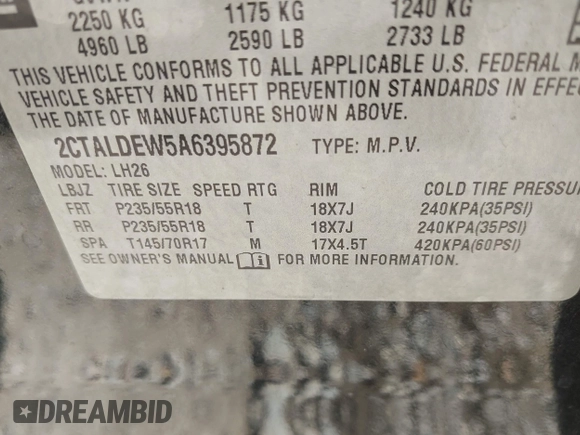 2250 KG 1175 KG 1240 KG
4960 LB 2590 LB 2733 LB
THIS VEHICLE CONFORMS TO ALL APPLICABLE U.S. FEDERAL M
VEHICLE SAFETY AND THEFT PREVENTION STANDARDS IN EFFE
THE DATE OF MANUFACTURE SHOWN ABOVE.
2CTALDEW5A6395872 TYPE: M.P.V.
MODEL: LH26
LBJZ TIRE SIZE SPEED RTG RIM COLD TIRE PRESSU
FRT P235/55R18 T 18X7J 240KPA(35PSI)
RR P235/55R18 T 18X7J 240KPA(35PSI)
SPA T145/70R17 M 17X4.5T 420KPA(60PSI)
SEE OWNER'S MANUAL i FOR MORE INFORMATION.
DREAMBID